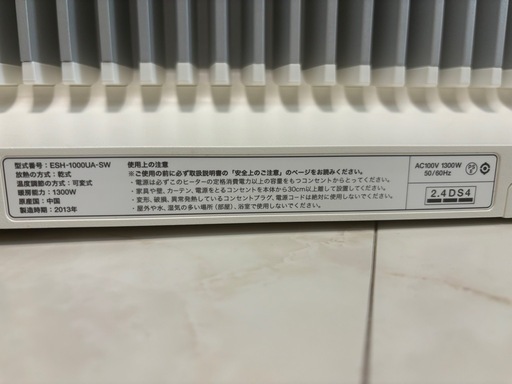 型式番号：ESH-1000UA-SW
放熱の方式：乾式
温度調節の方式：可変式
暖房能力：1300W
原産国：中国
製造時期：2013年
使用上の注意
※ご使用の前に必ず取扱説明書の「安全上のご注意」のページをお読みください。
・電源は必ずこのヒーターの定格消費電力以上の容量をもつコンセントからとってください。
・家具や壁、カーテン、電源をとるコンセントを本体から30cm以上離して設置してください。
・変形、破損、異常発熱しているコンセントプラグ、電源コードは絶対に使用しないでください。
・屋外や水、湿気の多い場所（部屋）、浴室で使用しないでください。
AC100V 1300W
50/60Hz
2.4DS4